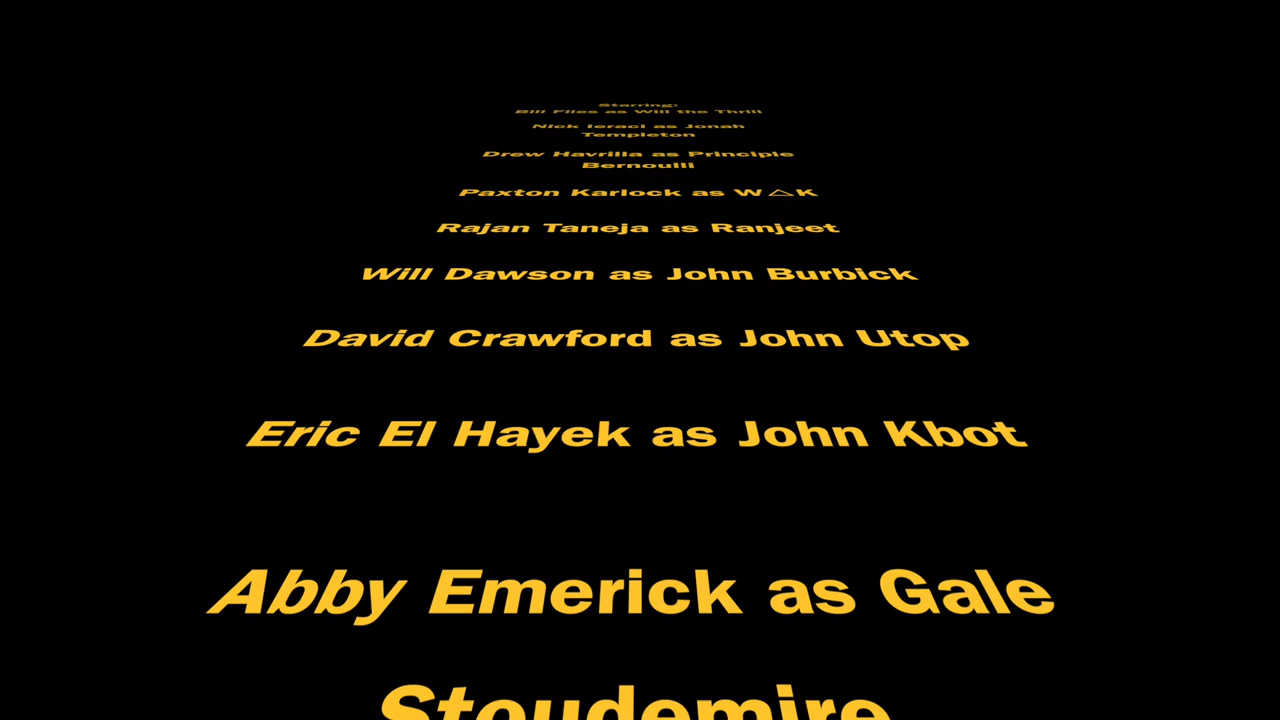 Starring:
Bill Flies as Will the Thrill
Nick Ieraci as Jonah
Templeton
Drew Havrilla as Principle
Bernoulli
Paxton Karlock as W△K
Rajan Taneja as Ranjeet
Will Dawson as John Burbick
David Crawford as John Utop
Eric El Hayek as John Kbot
Abby Emerick as Gale
Stoudemire